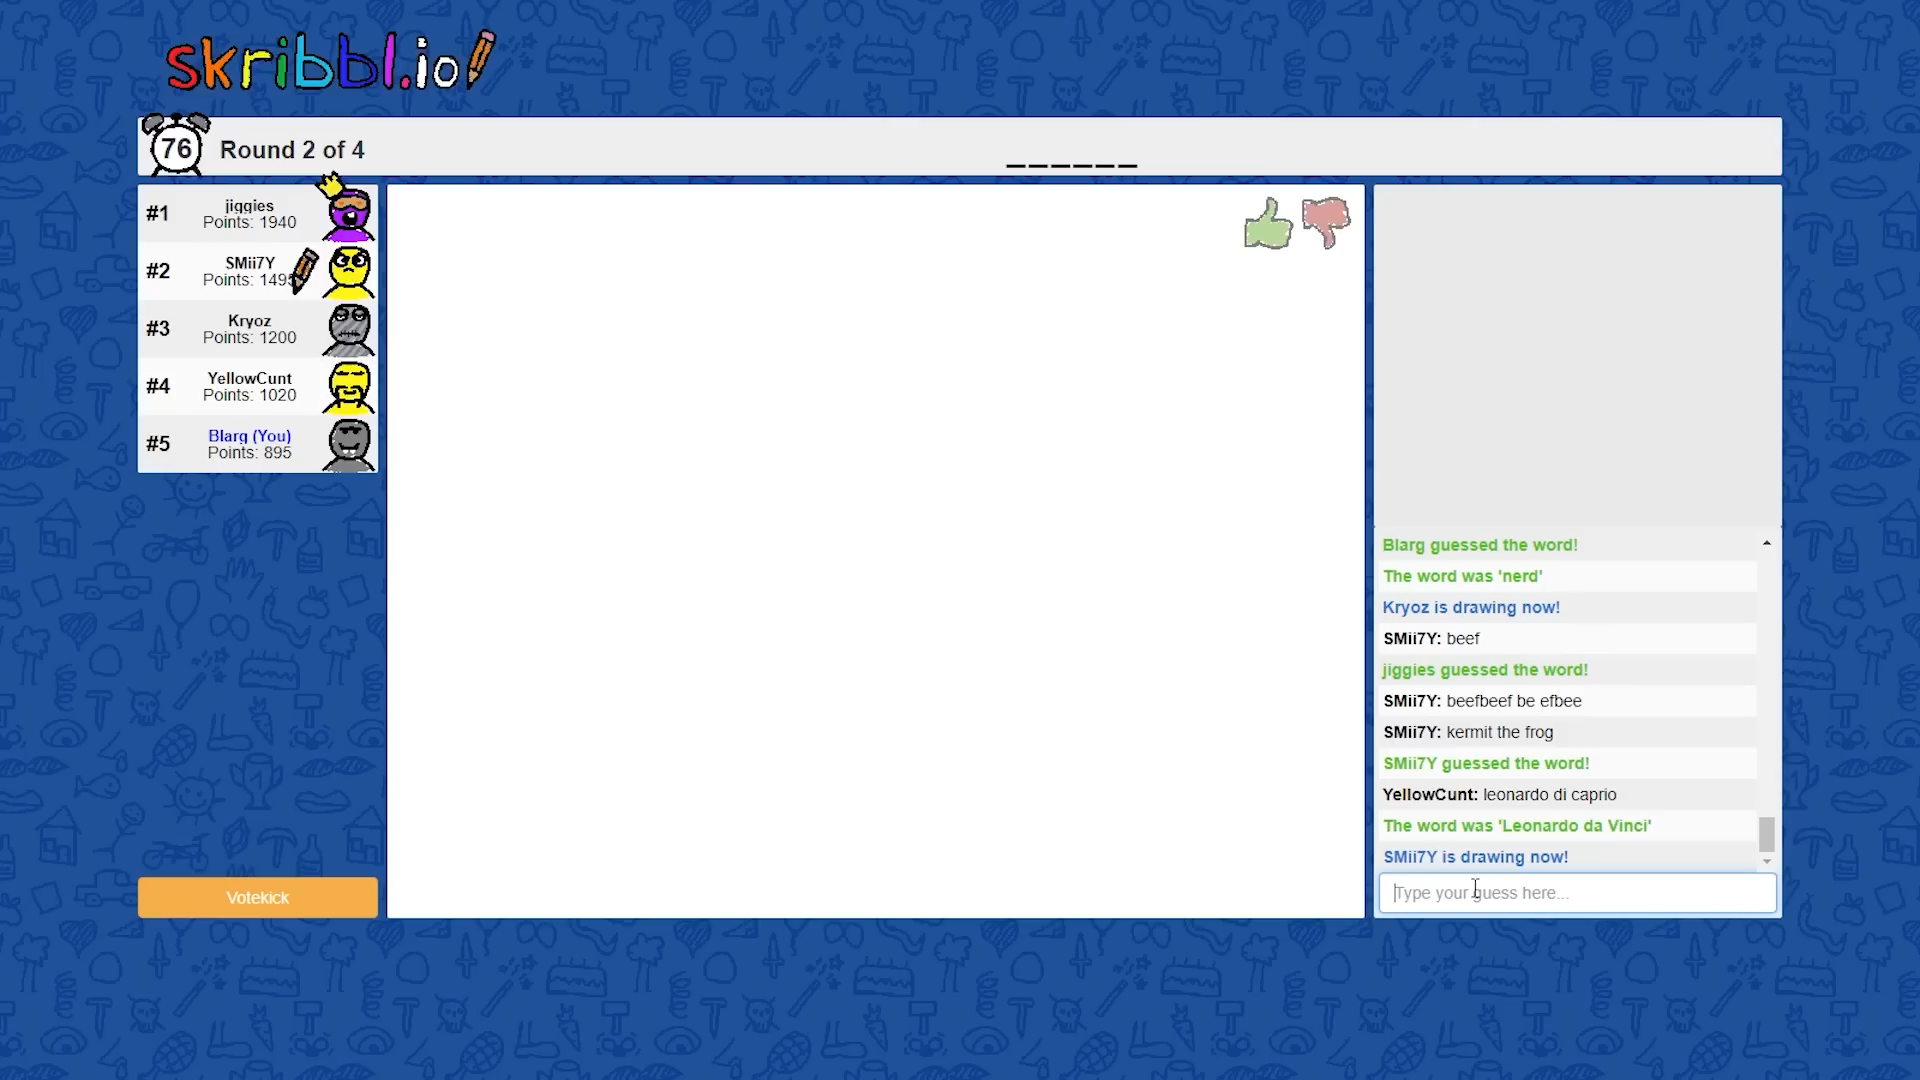 skribbl.io
76
Round 2 of 4
______
#1
jiggies
Points: 1940
#2
SMii7Y
Points: 1495
#3
Kryoz
Points: 1200
#4
YellowCunt
Points: 1020
#5
Blarg (You)
Points: 895
Votekick
Blarg guessed the word!
The word was 'nerd'
Kryoz is drawing now!
SMii7Y: beef
jiggies guessed the word!
SMii7Y: beefbeef be efbee
SMii7Y: kermit the frog
SMii7Y guessed the word!
YellowCunt: leonardo di caprio
The word was 'Leonardo da Vinci'
SMii7Y is drawing now!
Type your guess here...